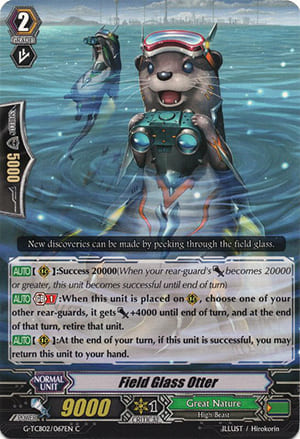 2
GRADE
5000
New discoveries can be made by peeking through the field glass.
AUTO [ ]:Success 20000(When your rear-guard's becomes 20000
or greater, this unit becomes successful until end of turn)
AUTO 1 :When this unit is placed on , choose one of your
other rear-guards, it gets +4000 until end of turn, and at the
end of that turn, retire that unit.
AUTO [ ]:At the end of your turn, if this unit is successful, you may
return this unit to your hand.
NORMAL
UNIT
Field Glass Otter
POWER
9000
1
CRITICAL
Great Nature
High Beast
G-TCB02/067EN C
ILLUST / Hirokorin